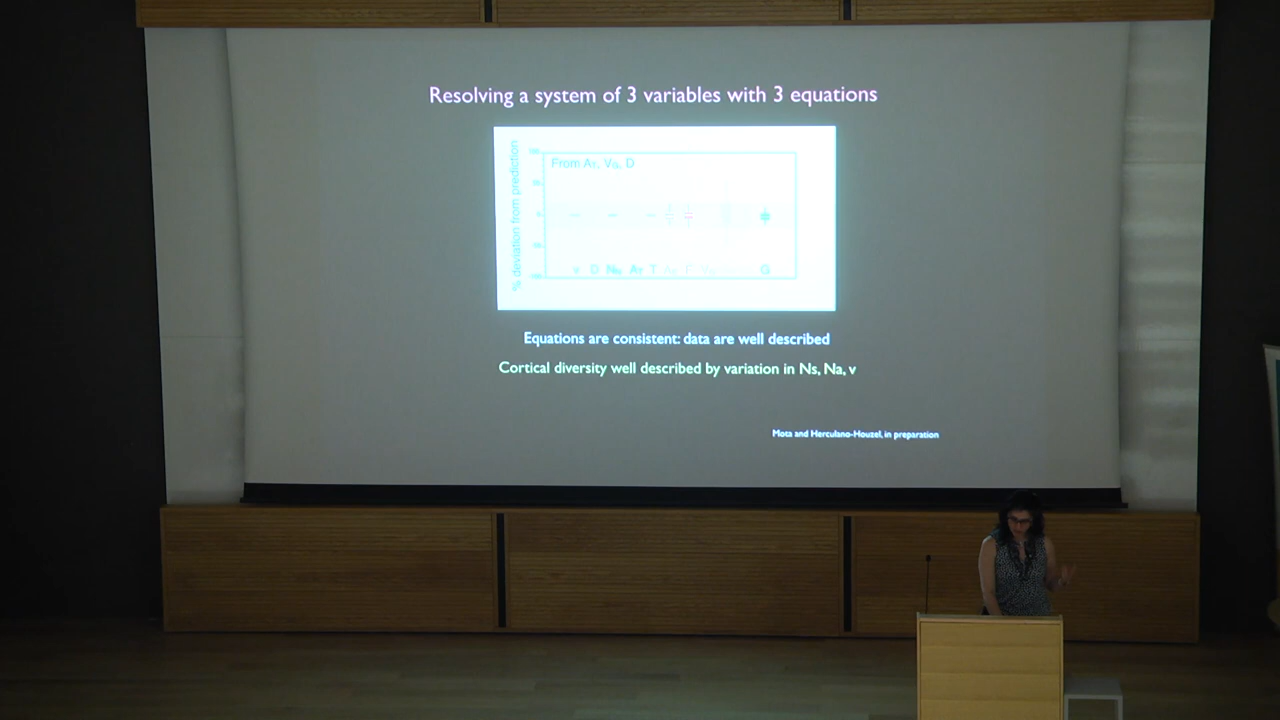 Resolving a system of 3 variables with 3 equations
% deviation from prediction
From AT, VG, D
D
G
Equations are consistent: data are well described
Cortical diversity well described by variation in Ns, Na, v
Mota and Herculano-Houzel, in preparation